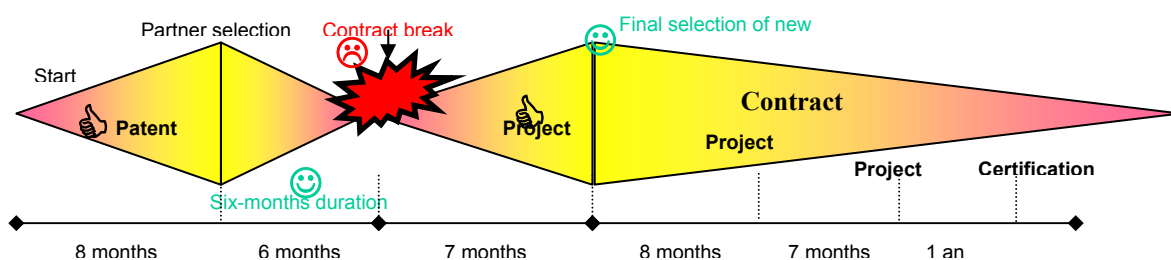 Partner selection
Contract break
Final selection of new
Start
Patent
Project
Contract
Project
Project
Certification
Six-months duration
8 months
6 months
7 months
8 months
7 months
1 an